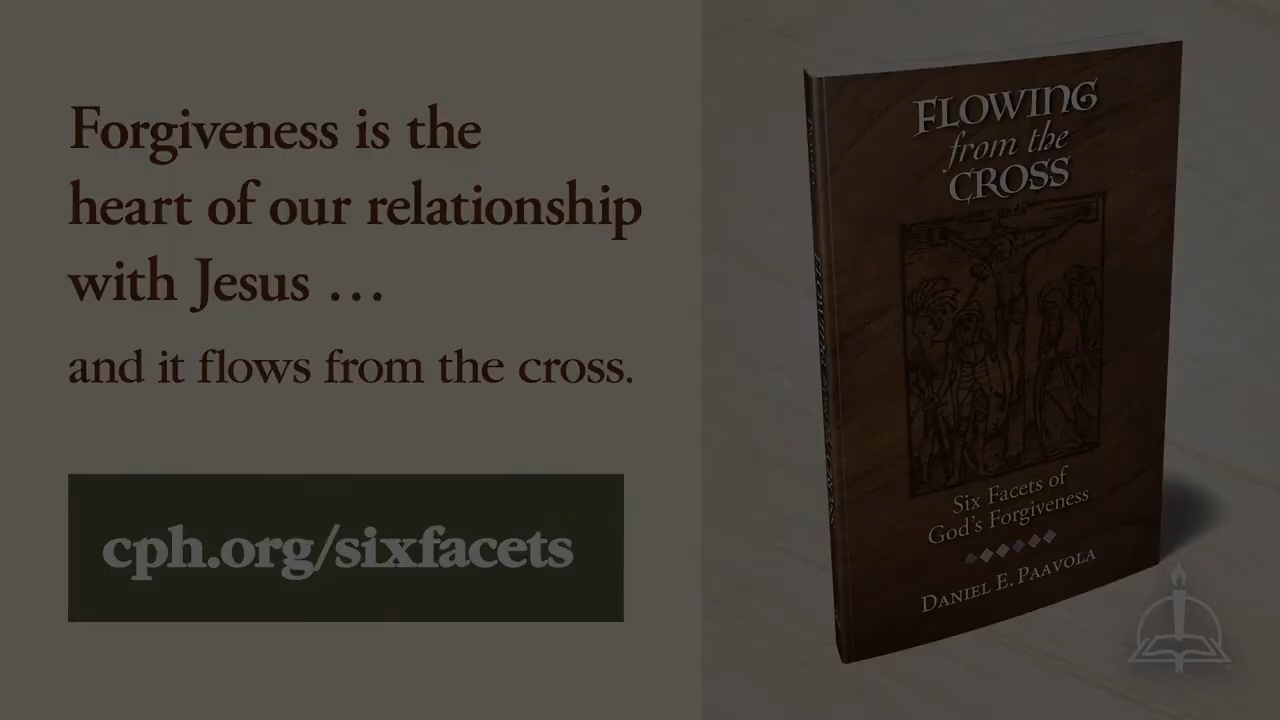 Forgiveness is the
heart of our relationship
with Jesus …
and it flows from the cross.
cph.org/sixfacets
FLOWING
from the
CROSS
Six Facets of
God's Forgiveness
DANIEL E. PAAVOLA